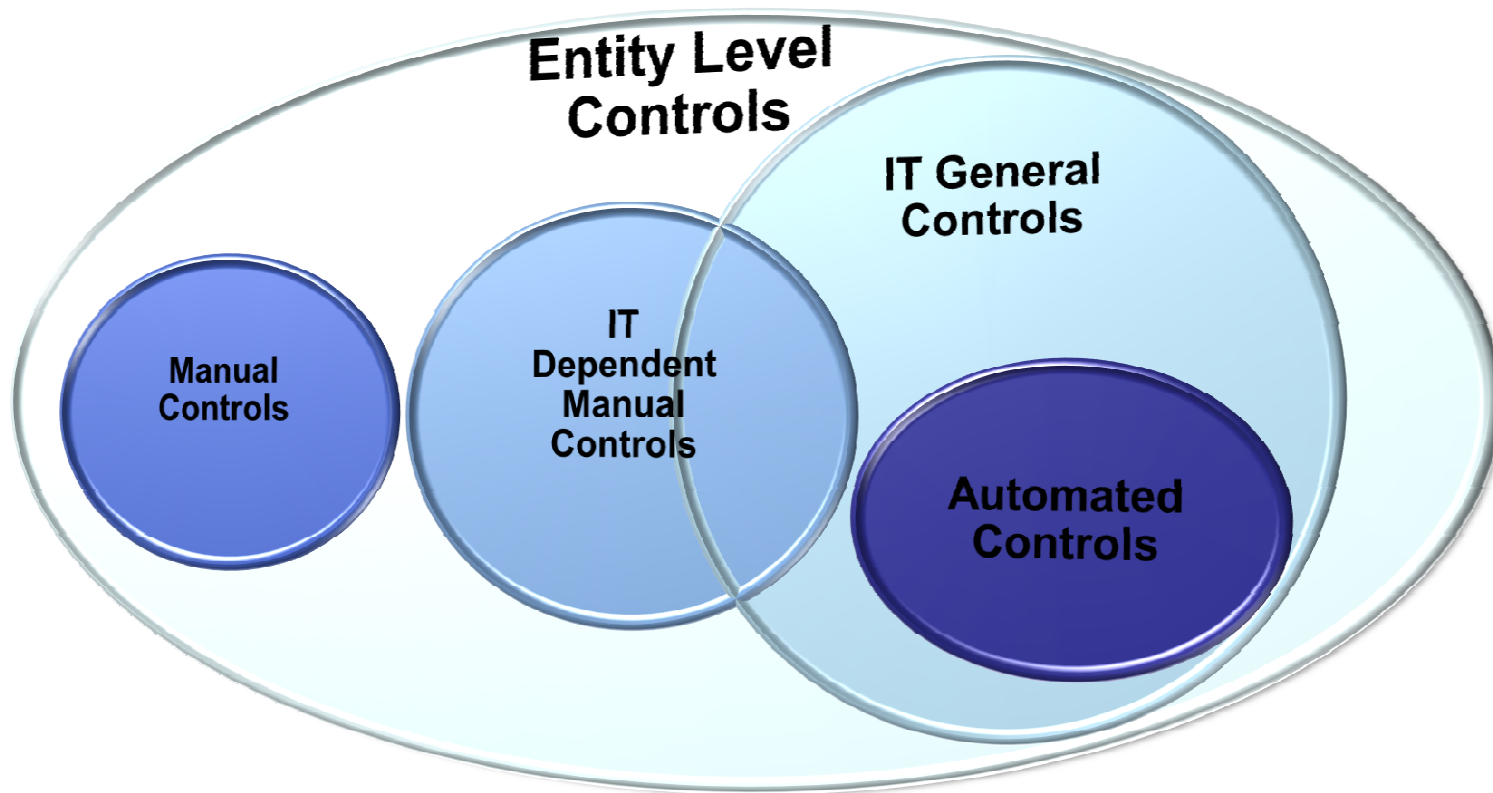 Entity Level
Controls
IT General
Controls
Manual
Controls
IT
Dependent
Manual
Controls
Automated
Controls